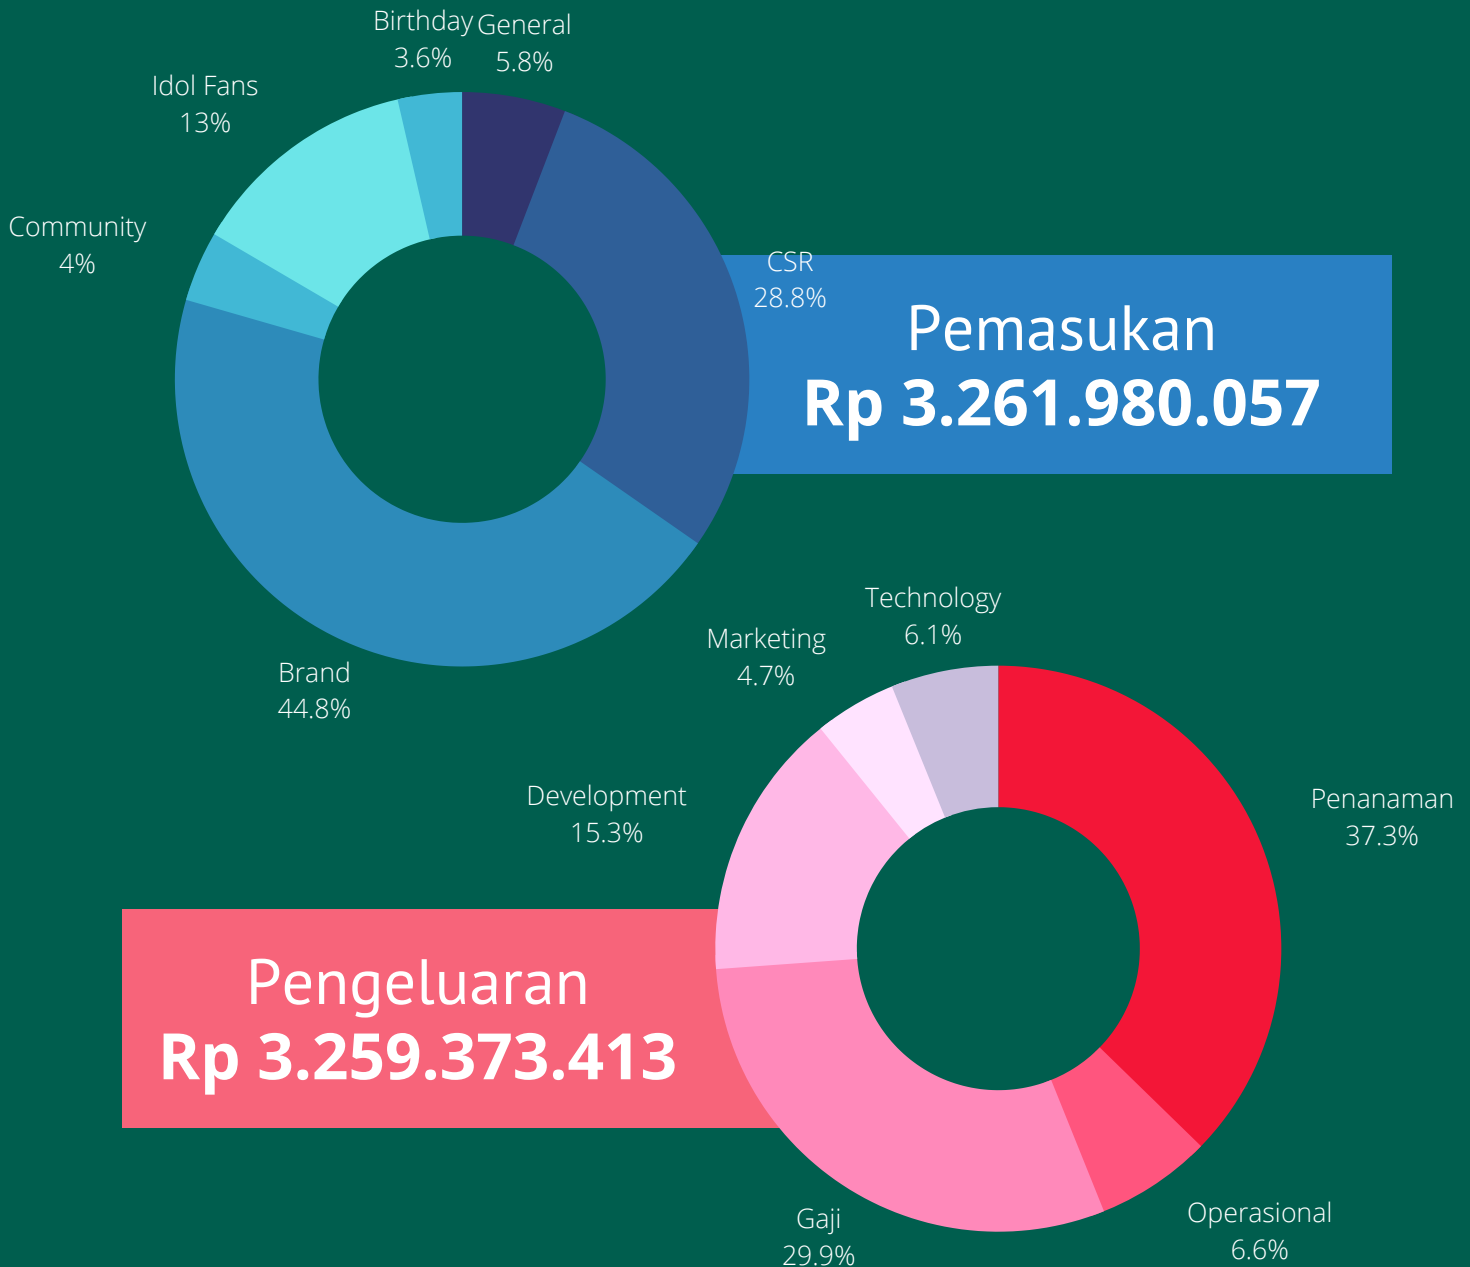 Birthday
3.6%
General
5.8%
Idol Fans
13%
Community
4%
CSR
28.8%
Pemasukan
Rp 3.261.980.057
Brand
44.8%
Technology
6.1%
Marketing
4.7%
Development
15.3%
Penanaman
37.3%
Pengeluaran
Rp 3.259.373.413
Gaji
29.9%
Operasional
6.6%